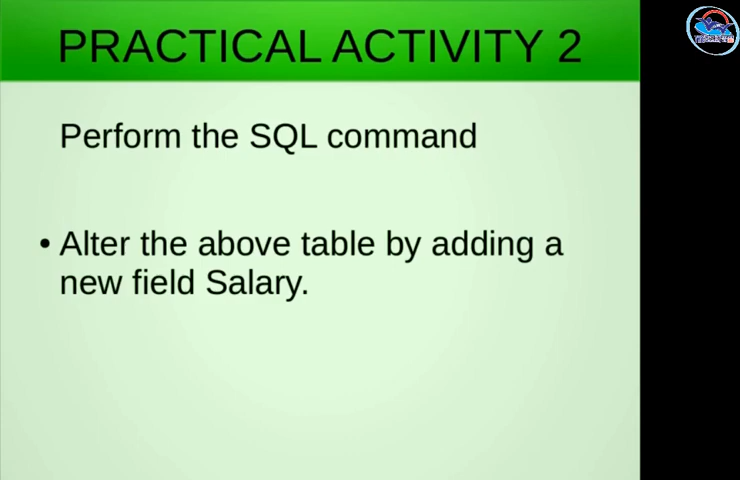 PRACTICAL ACTIVITY 2
Perform the SQL command
• Alter the above table by adding a
new field Salary.